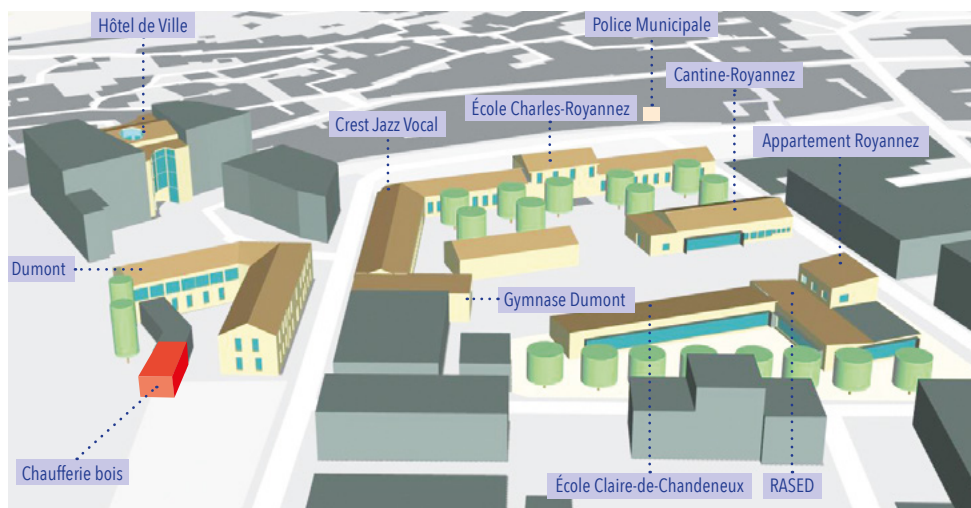 Hôtel de Ville
Police Municipale
Cantine-Royannez
École Charles-Royannez
Crest Jazz Vocal
Appartement Royannez
Dumont
Gymnase Dumont
Chaufferie bois
École Claire-de-Chandeneux
RASED